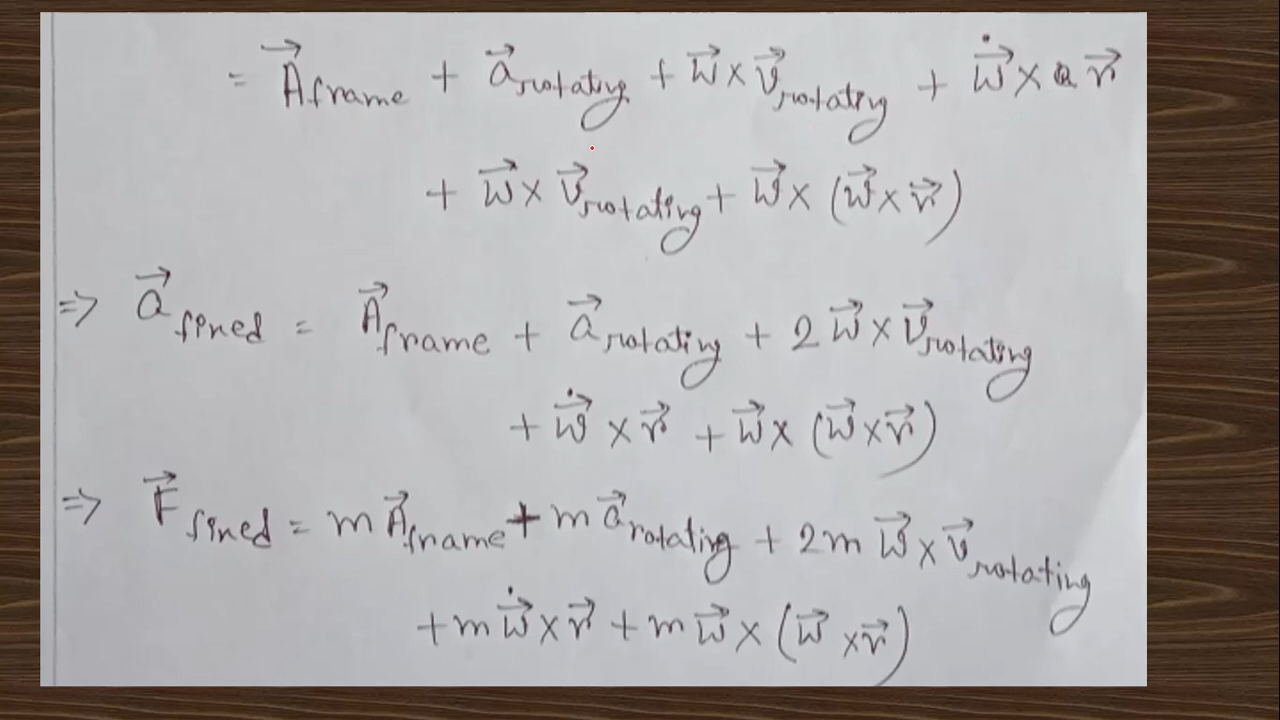 = A⃗frame + a⃗rotating + w⃗ × v⃗rotating + ẇ⃗ × r⃗
+ w⃗ × v⃗rotating + w⃗ × (w⃗ × r⃗)
⇒ a⃗fixed = A⃗frame + a⃗rotating + 2 w⃗ × v⃗rotating
+ ẇ⃗ × r⃗ + w⃗ × (w⃗ × r⃗)
⇒ F⃗fixed = m A⃗frame + m a⃗rotating + 2m w⃗ × v⃗rotating
+ m ẇ⃗ × r⃗ + m w⃗ × (w⃗ × r⃗)